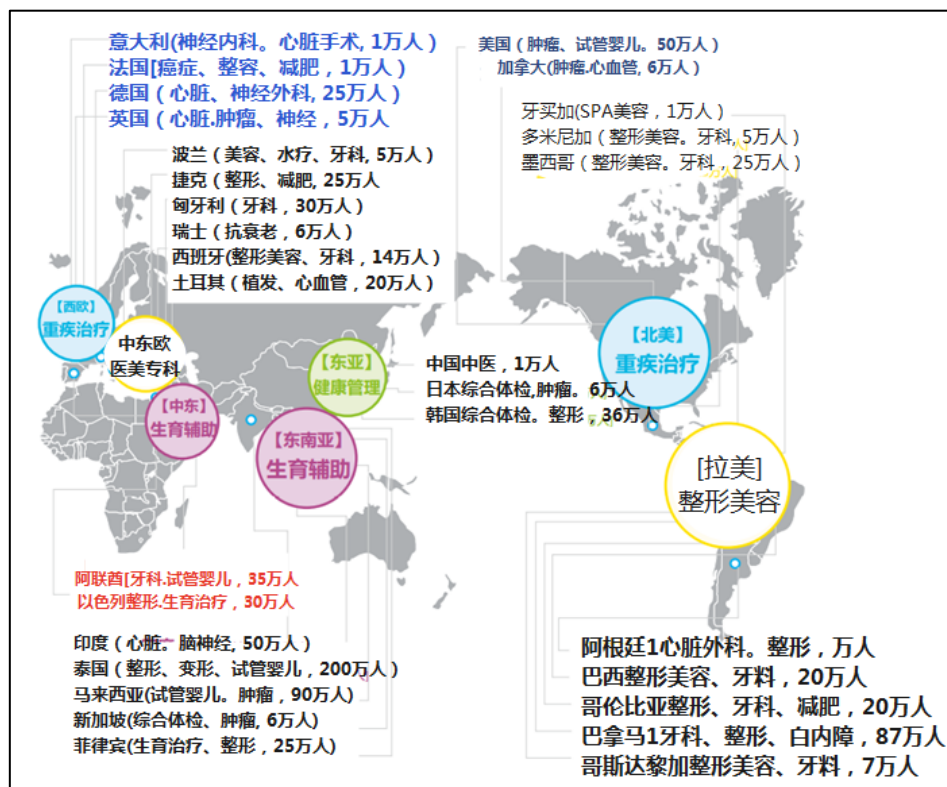 意大利(神经内科。心脏手术, 1万人）
法国[癌症、整容、减肥，1万人）
德国（心脏、神经外科, 25万人）
英国（心脏.肿瘤、神经，5万人
美国（肿瘤、试管婴儿。50万人）
加拿大(肿瘤.心血管, 6万人）
牙买加(SPA美容，1万人）
多米尼加（整形美容。牙科, 5万人）
墨西哥（整形美容。牙科，25万人）
波兰（美容、水疗、牙科, 5万人）
捷克（整形、减肥, 25万人
匈牙利（牙科，30万人）
瑞士（抗衰老，6万人）
西班牙(整形美容、牙科，14万人）
土耳其（植发、心血管，20万人）
【西欧】
重疾治疗
中东欧
医美专科
【中东】
生育辅助
【东亚】
健康管理
【东南亚】
生育辅助
中国中医，1万人
日本综合体检,肿瘤。6万人
韩国综合体检。整形，36万人
【北美】
重疾治疗
[拉美]
整形美容
阿联酋[牙科.试管婴儿，35万人
以色列整形.生育治疗，30万人
印度（心脏。脑神经, 50万人）
泰国（整形、变形、试管婴儿，200万人）
马来西亚(试管婴儿。肿瘤，90万人）
新加坡(综合体检、肿瘤, 6万人）
菲律宾(生育治疗、整形，25万人）
阿根廷1心脏外科。整形，万人
巴西整形美容、牙料，20万人
哥伦比亚整形、牙科、减肥，20万人
巴拿马1牙科、整形、白内障，87万人
哥斯达黎加整形美容、牙料，7万人